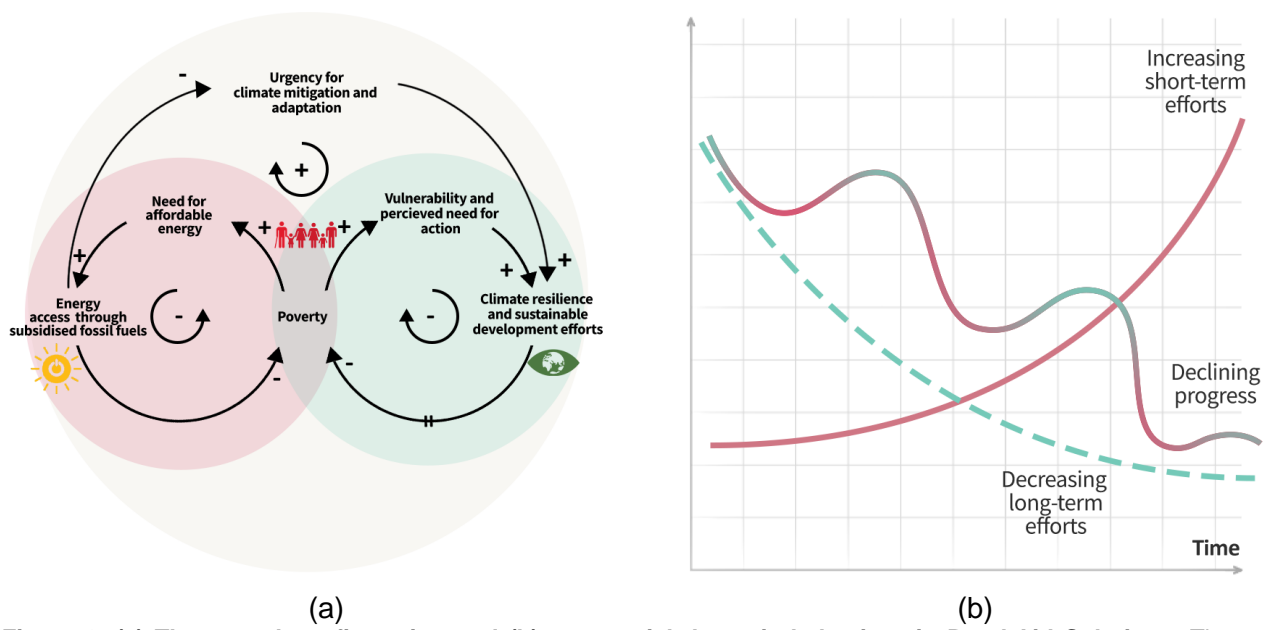 -
Urgency for
climate mitigation and
adaptation
+
Need for
affordable
energy
+
+
+
Vulnerability and
percieved need for
action
+
+
Energy
access through
subsidised fossil fuels
-
Poverty
-
Climate resilience
and sustainable
development efforts
-
-
(a)
Increasing
short-term
efforts
Declining
progress
Decreasing
long-term
efforts
Time
(b)